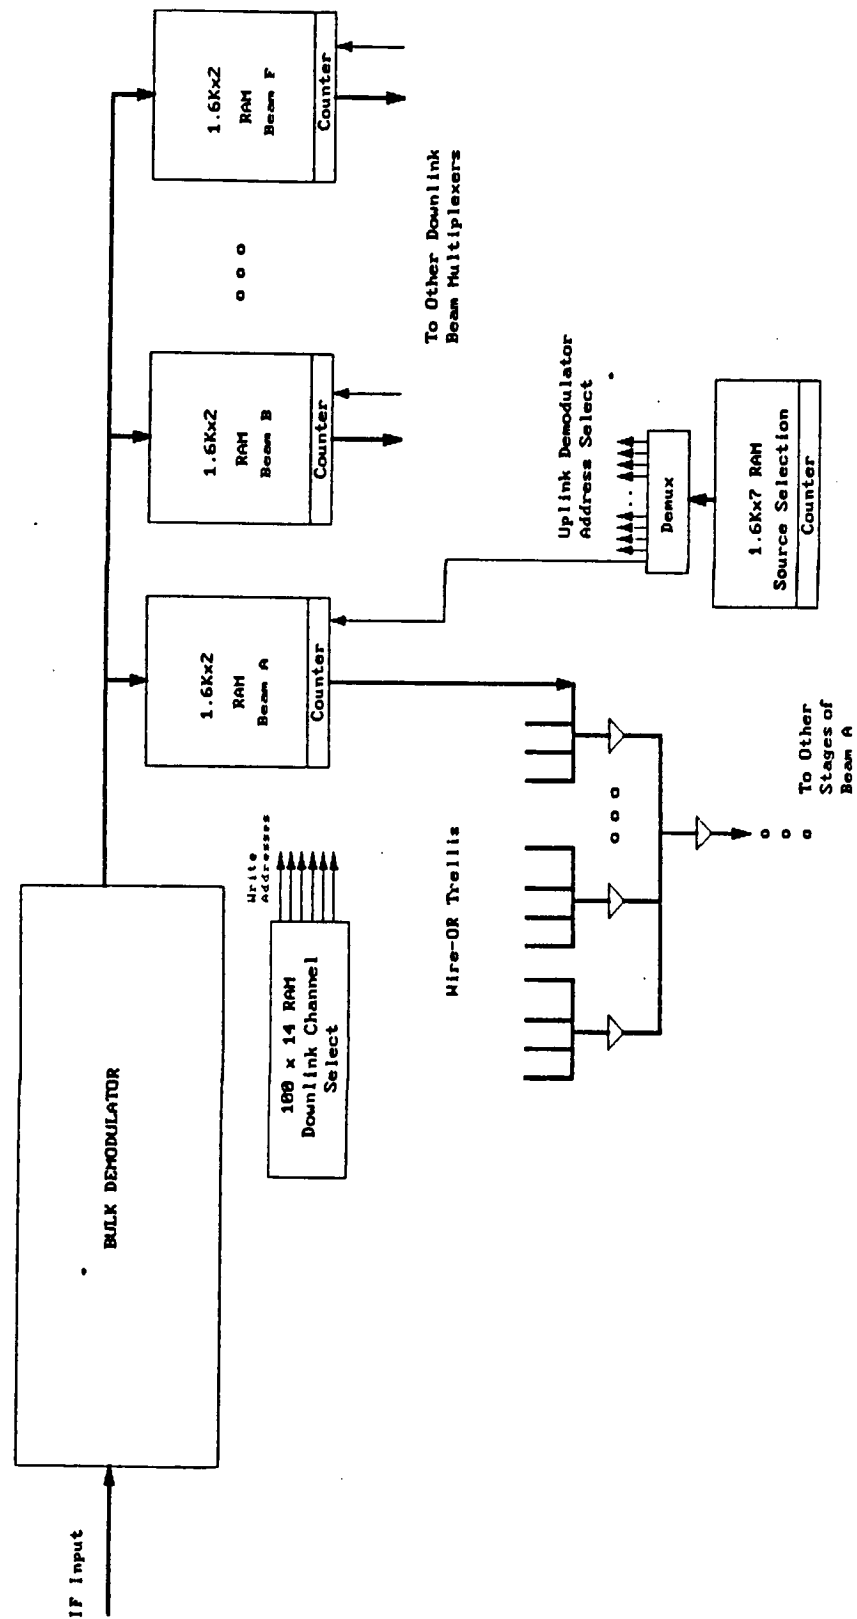 IF Input
BULK DEMODULATOR
1.6Kx2
RAM
Beam A
Counter
1.6Kx2
RAM
Beam B
Counter
1.6Kx2
RAM
Beam F
Counter
Write
Addresses
100 x 14 RAM
Downlink Channel
Select
To Other Downlink
Beam Multiplexers
Wire-OR Trellis
Uplink Demodulator
Address Select
Demux
1.6Kx7 RAM
Source Selection
Counter
To Other
Stages of
Beam A